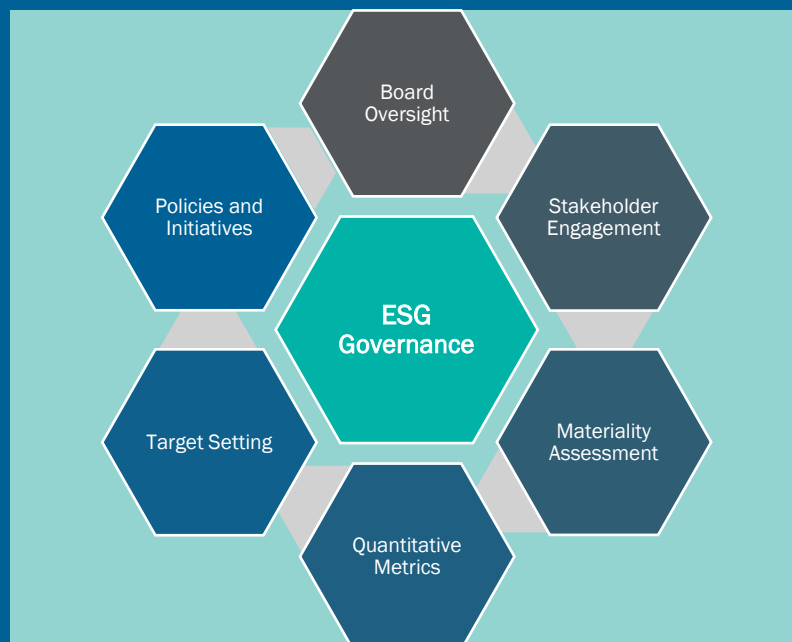 Board
Oversight
Stakeholder
Engagement
Materiality
Assessment
Quantitative
Metrics
Target Setting
Policies and
Initiatives
ESG
Governance